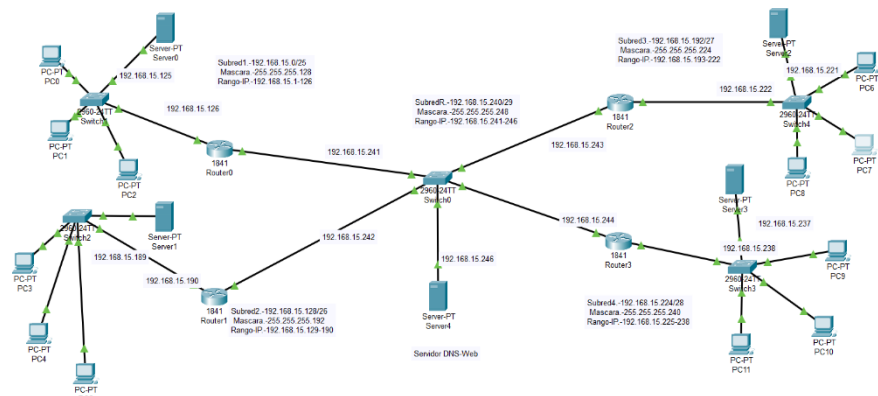 Server-PT
Server0
PC-PT
PC0
192.168.15.125
2960-24TT
PC-PT
PC1
PC-PT
PC2
192.168.15.126
1841
Router0
Subred1.-192.168.15.0/25
Mascara.-255.255.255.128
Rango-IP.-192.168.15.1-126
192.168.15.241
SubredR.-192.168.15.240/29
Mascara.-255.255.255.248
Rango-IP.-192.168.15.241-246
2960-24TT
Switch0
Subred3.-192.168.15.192/27
Mascara.-255.255.255.224
Rango-IP.-192.168.15.193-222
1841
Router2
192.168.15.243
192.168.15.222
Server-PT
192.168.15.221
PC-PT
PC6
2960-24TT
Switch4
PC-PT
PC7
PC-PT
PC8
2960-24TT
Switch2
Server-PT
Server1
192.168.15.189
192.168.15.190
PC-PT
PC3
PC-PT
PC4
PC-PT
1841
Router1
192.168.15.242
Subred2.-192.168.15.128/26
Mascara.-255.255.255.192
Rango-IP.-192.168.15.129-190
192.168.15.246
Server-PT
Server4
Servidor DNS-Web
192.168.15.244
1841
Router3
Subred4.-192.168.15.224/28
Mascara.-255.255.255.240
Rango-IP.-192.168.15.225-238
Server-PT
Server3
192.168.15.237
192.168.15.238
2960-24TT
Switch3
PC-PT
PC9
PC-PT
PC10
PC-PT
PC11